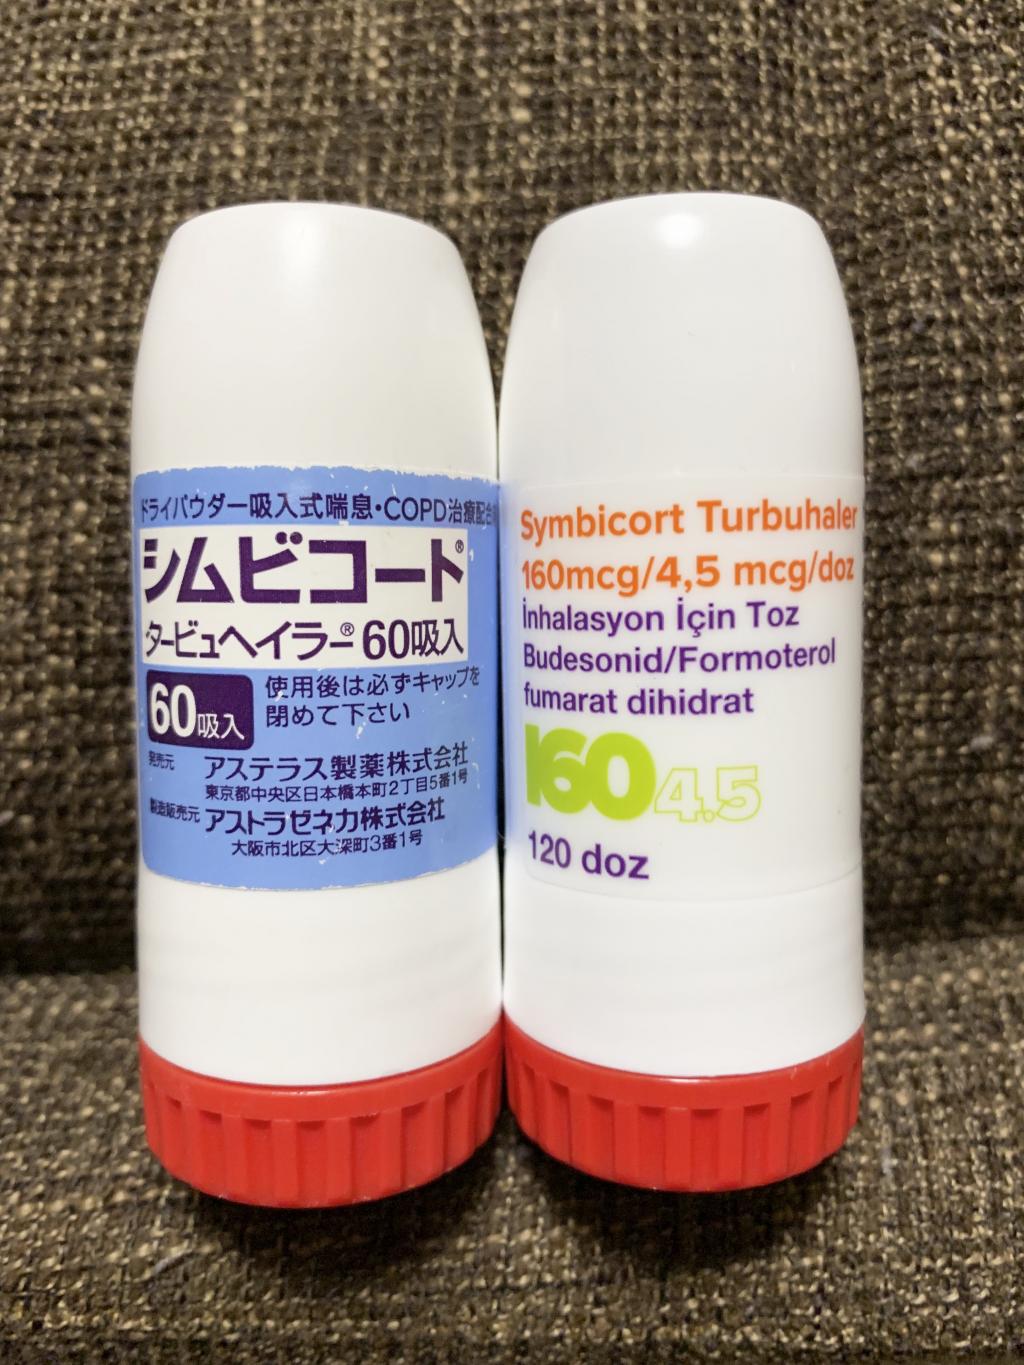 ドライパウダー吸入式喘息・COPD治療配合
シムビコード®
タービュヘイラー® 60吸入
60吸入
使用後は必ずキャップを
閉めて下さい
発売元
アステラス製薬株式会社
東京都中央区日本橋本町2丁目5番1号
製造販売元
アストラゼネカ株式会社
大阪市北区大深町3番1号
Symbicort Turbuhaler
160mcg/4,5 mcg/doz
İnhalasyon İçin Toz
Budesonid/Formoterol
fumarat dihidrat
160 4.5
120 doz